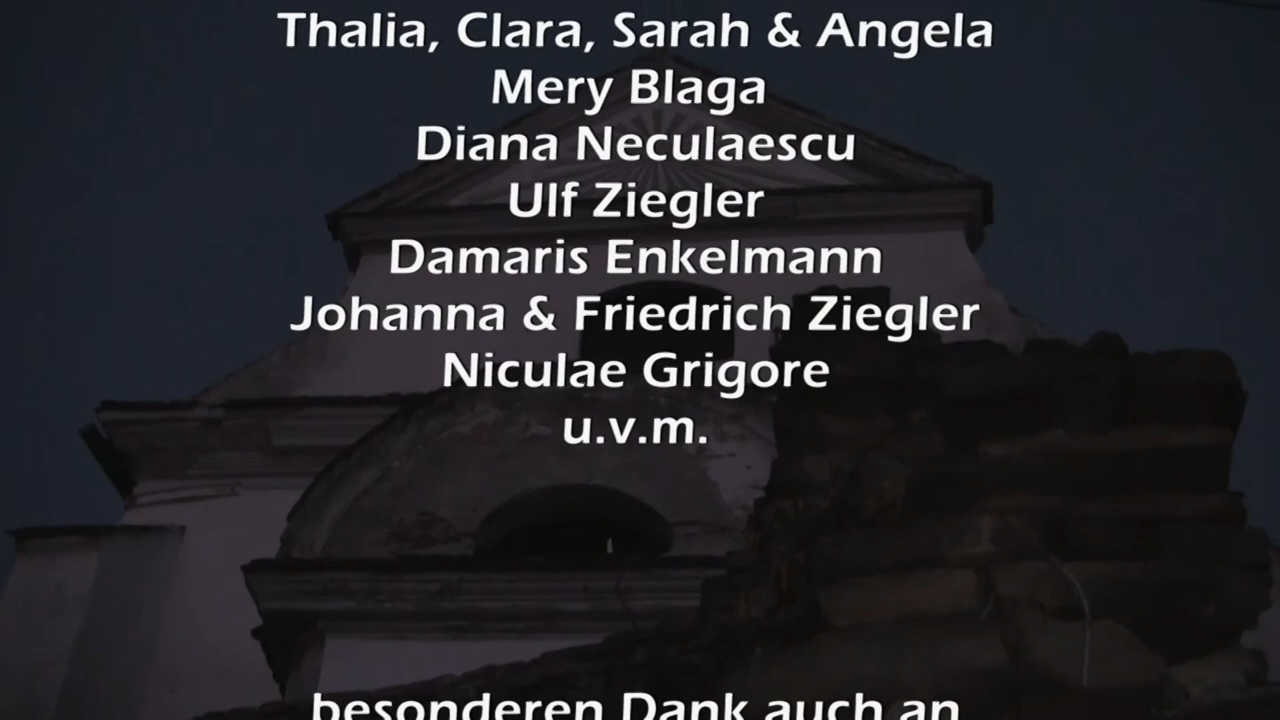 Thalia, Clara, Sarah & Angela
Mery Blaga
Diana Neculaescu
Ulf Ziegler
Damaris Enkelmann
Johanna & Friedrich Ziegler
Niculae Grigore
u.v.m.
besonderen Dank auch an